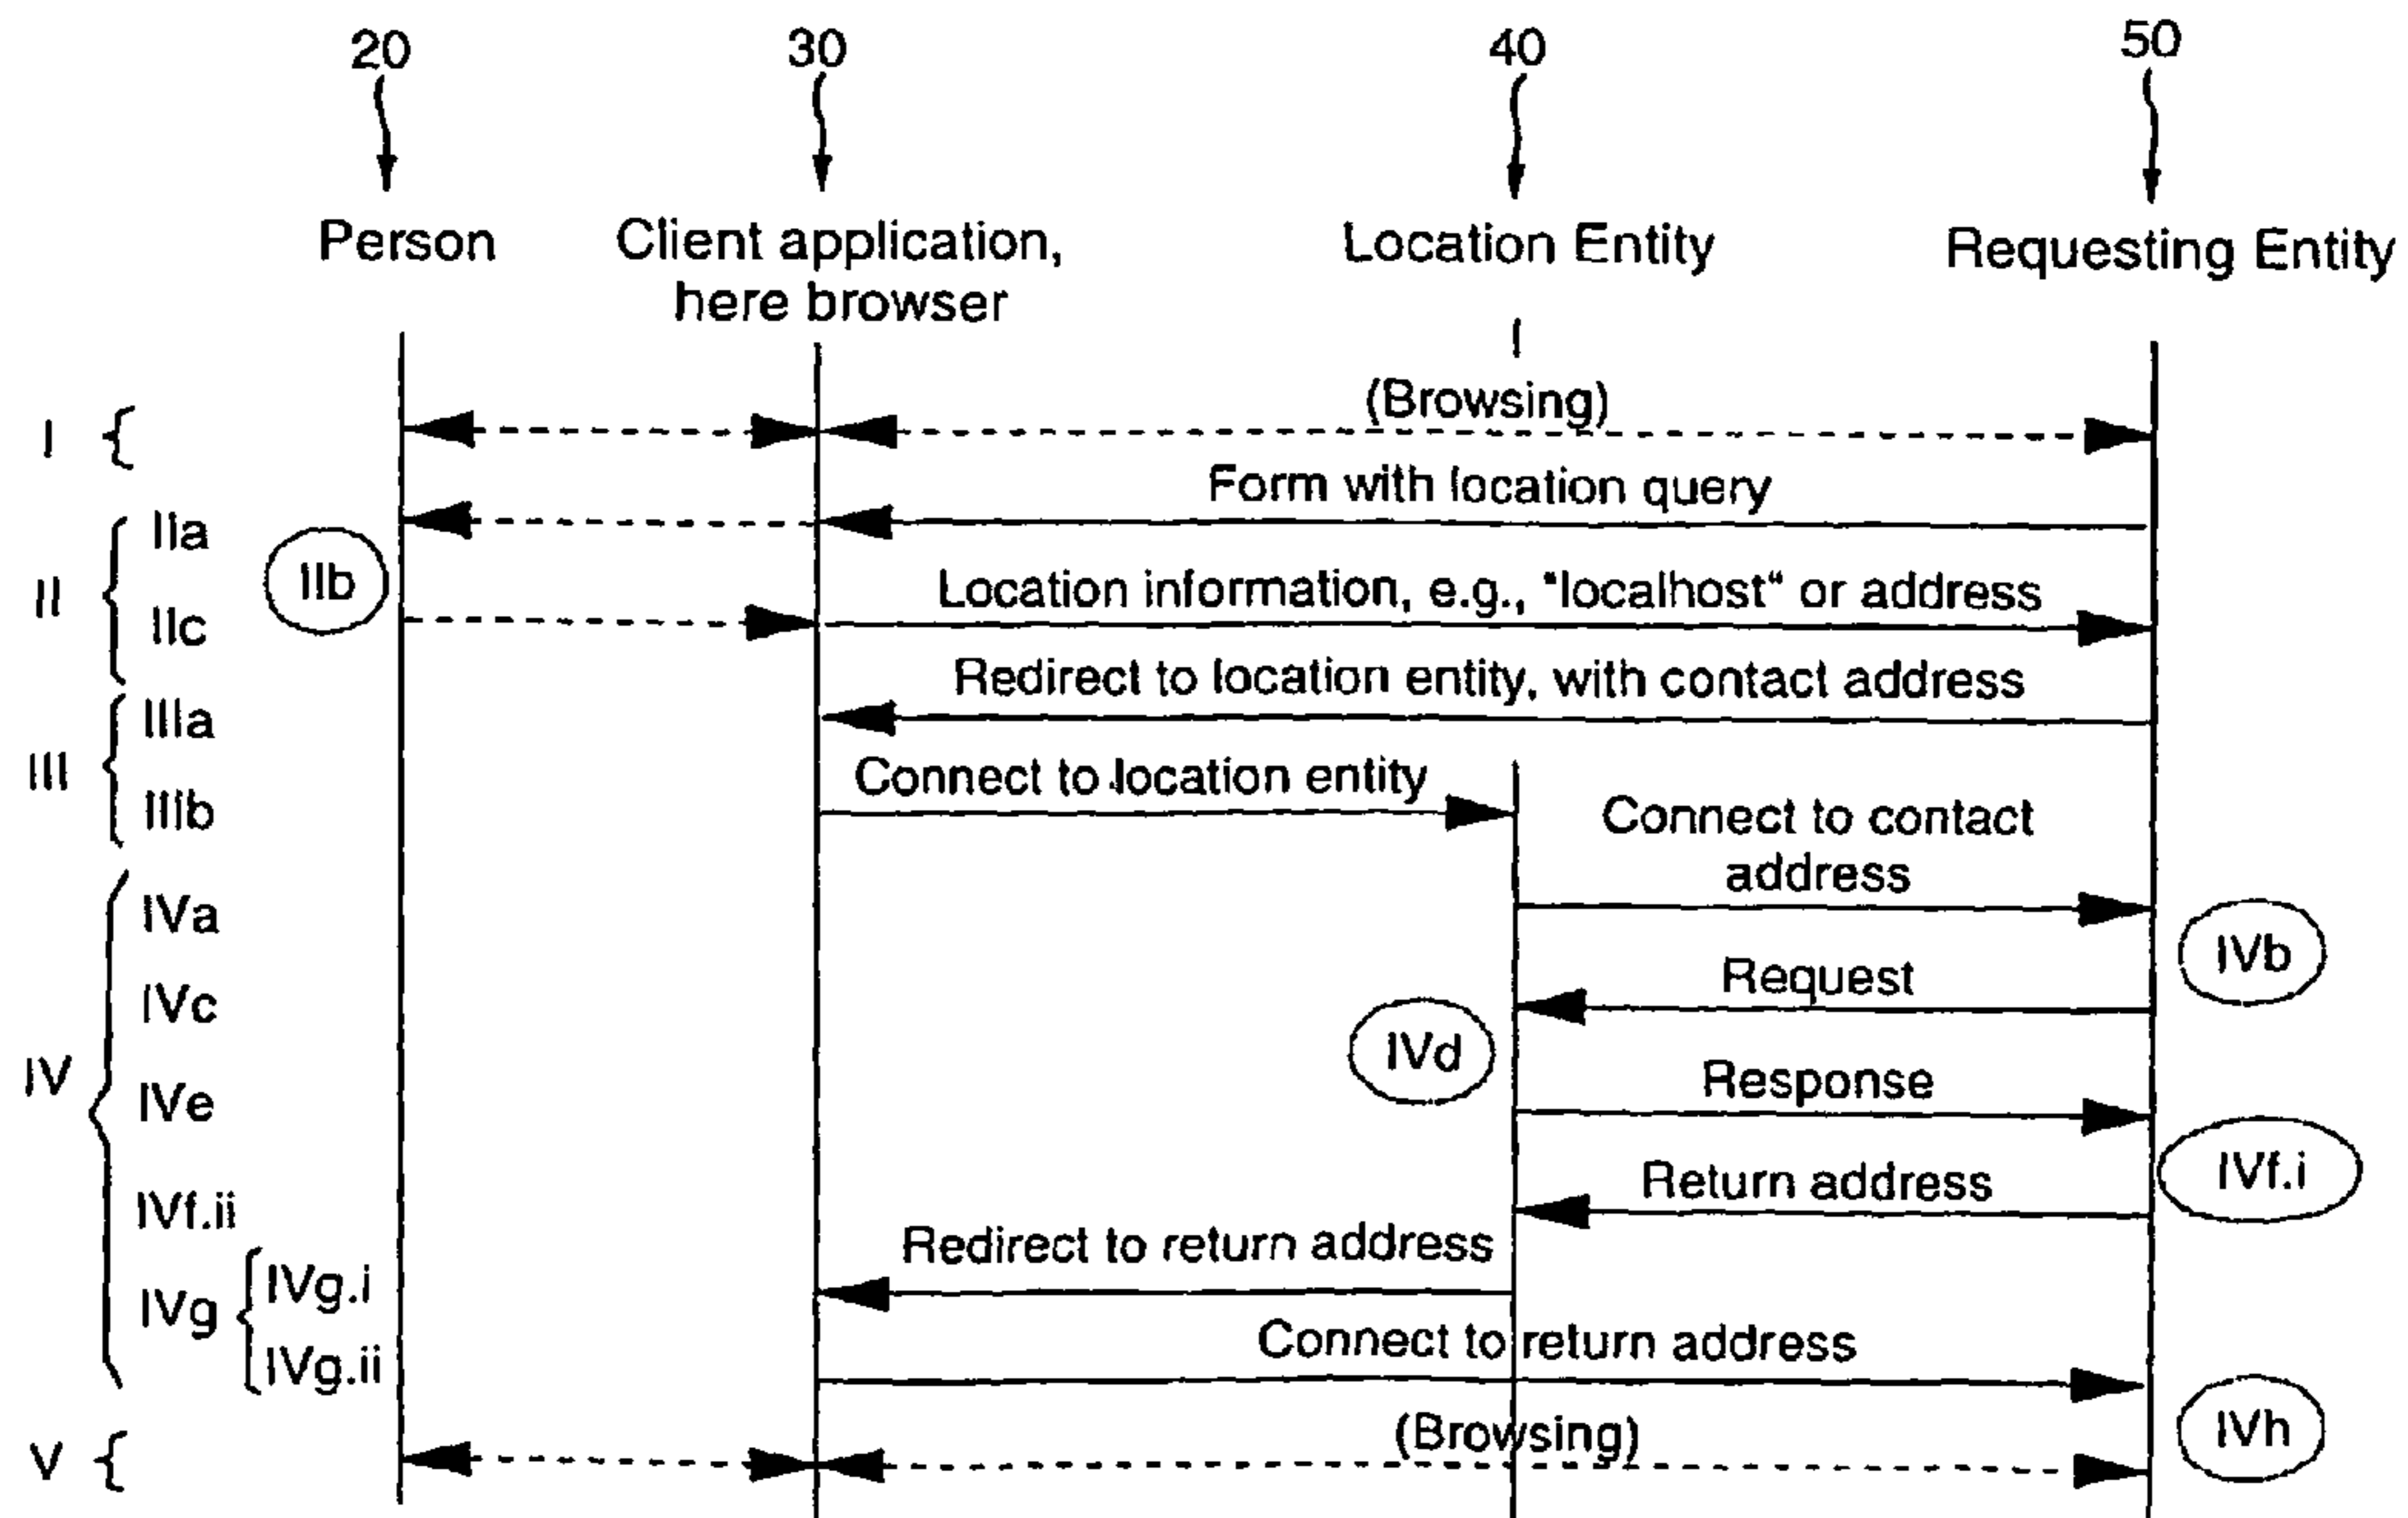 20 30 40 50
Person Client application, Location Entity Requesting Entity
here browser
(Browsing)
I
Form with location query
IIa
IIb
Location information, e.g., "localhost" or address
II
IIc
Redirect to location entity, with contact address
IIIa
III
Connect to location entity
IIIb
Connect to contact
address
IVa
IVb
Request
IVc
IVd
IV
Response
IVe
IVf.i
Return address
IVf.ii
Redirect to return address
IVg.i
IVg
Connect to return address
IVg.ii
(Browsing)
IVh
V